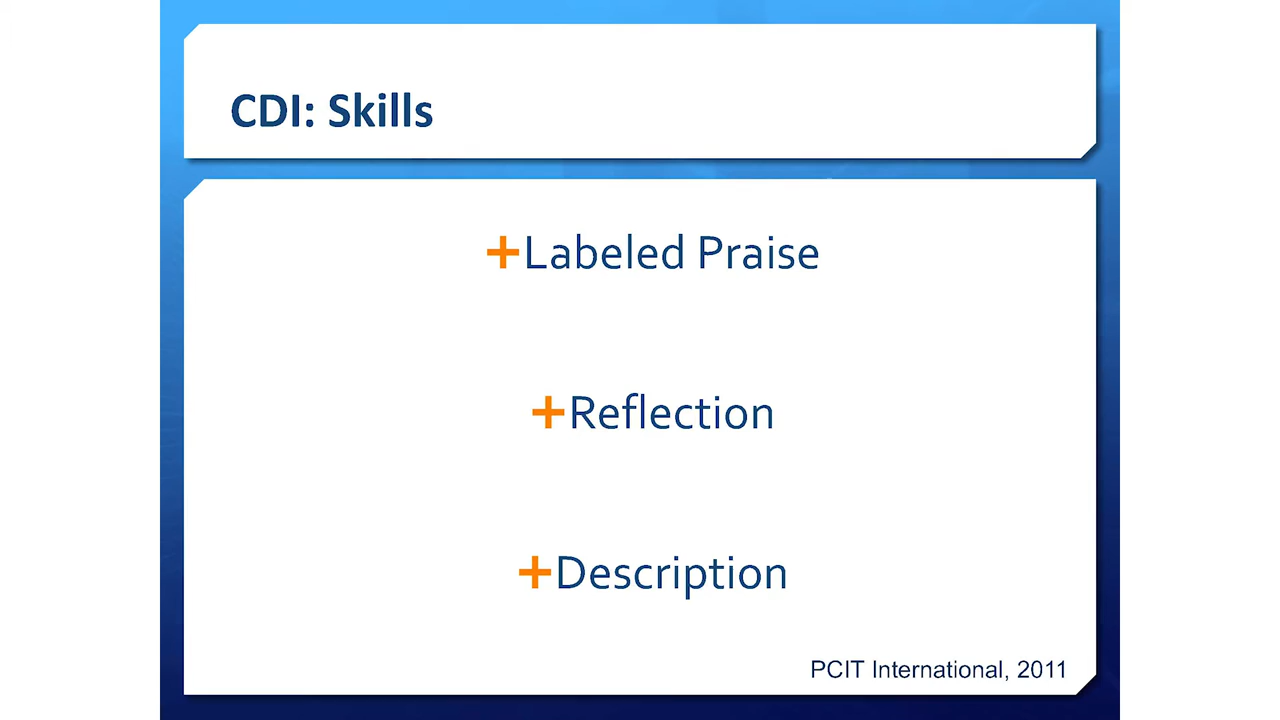 CDI: Skills
+Labeled Praise
+Reflection
+Description
PCIT International, 2011